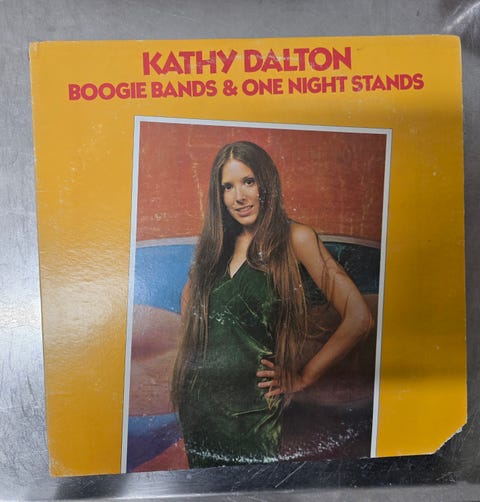 KATHY DALTON
BOOGIE BANDS & ONE NIGHT STANDS